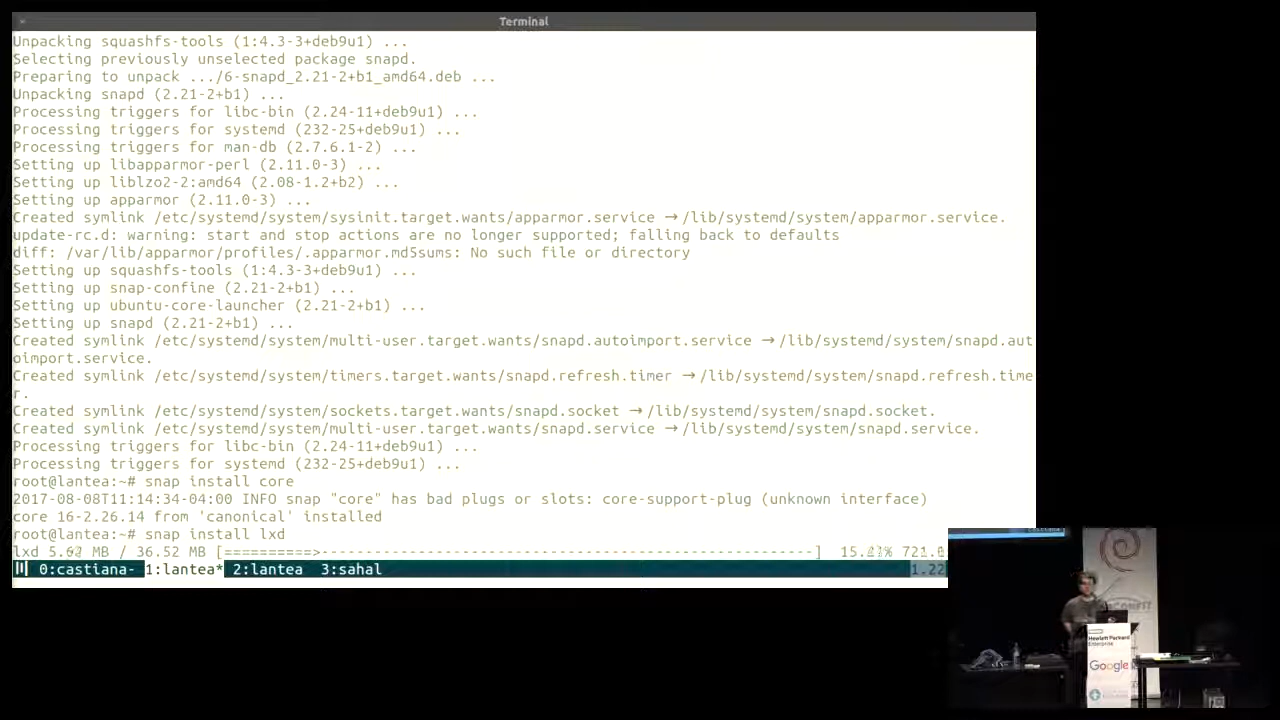 Terminal
Unpacking squashfs-tools (1:4.3-3+deb9u1) ...
Selecting previously unselected package snapd.
Preparing to unpack .../6-snapd_2.21-2+b1_amd64.deb ...
Unpacking snapd (2.21-2+b1) ...
Processing triggers for libc-bin (2.24-11+deb9u1) ...
Processing triggers for systemd (232-25+deb9u1) ...
Processing triggers for man-db (2.7.6.1-2) ...
Setting up libapparmor-perl (2.11.0-3) ...
Setting up liblzo2-2:amd64 (2.08-1.2+b2) ...
Setting up apparmor (2.11.0-3) ...
Created symlink /etc/systemd/system/sysinit.target.wants/apparmor.service → /lib/systemd/system/apparmor.service.
update-rc.d: warning: start and stop actions are no longer supported; falling back to defaults
diff: /var/lib/apparmor/profiles/.apparmor.md5sums: No such file or directory
Setting up squashfs-tools (1:4.3-3+deb9u1) ...
Setting up snap-confine (2.21-2+b1) ...
Setting up ubuntu-core-launcher (2.21-2+b1) ...
Setting up snapd (2.21-2+b1) ...
Created symlink /etc/systemd/system/multi-user.target.wants/snapd.autoimport.service → /lib/systemd/system/snapd.aut
oimport.service.
Created symlink /etc/systemd/system/timers.target.wants/snapd.refresh.timer → /lib/systemd/system/snapd.refresh.time
r.
Created symlink /etc/systemd/system/sockets.target.wants/snapd.socket → /lib/systemd/system/snapd.socket.
Created symlink /etc/systemd/system/multi-user.target.wants/snapd.service → /lib/systemd/system/snapd.service.
Processing triggers for libc-bin (2.24-11+deb9u1) ...
Processing triggers for systemd (232-25+deb9u1) ...
root@lantea:~# snap install core
2017-08-08T11:14:34-04:00 INFO snap "core" has bad plugs or slots: core-support-plug (unknown interface)
core 16-2.26.14 from 'canonical' installed
root@lantea:~# snap install lxd
lxd MB / 36.52 MB [==========>--------------------------------------------------------]
0:castiana- 1:lantea* 2:lantea 3:sahal 1.22
Hewlett Packard
Enterprise
Google